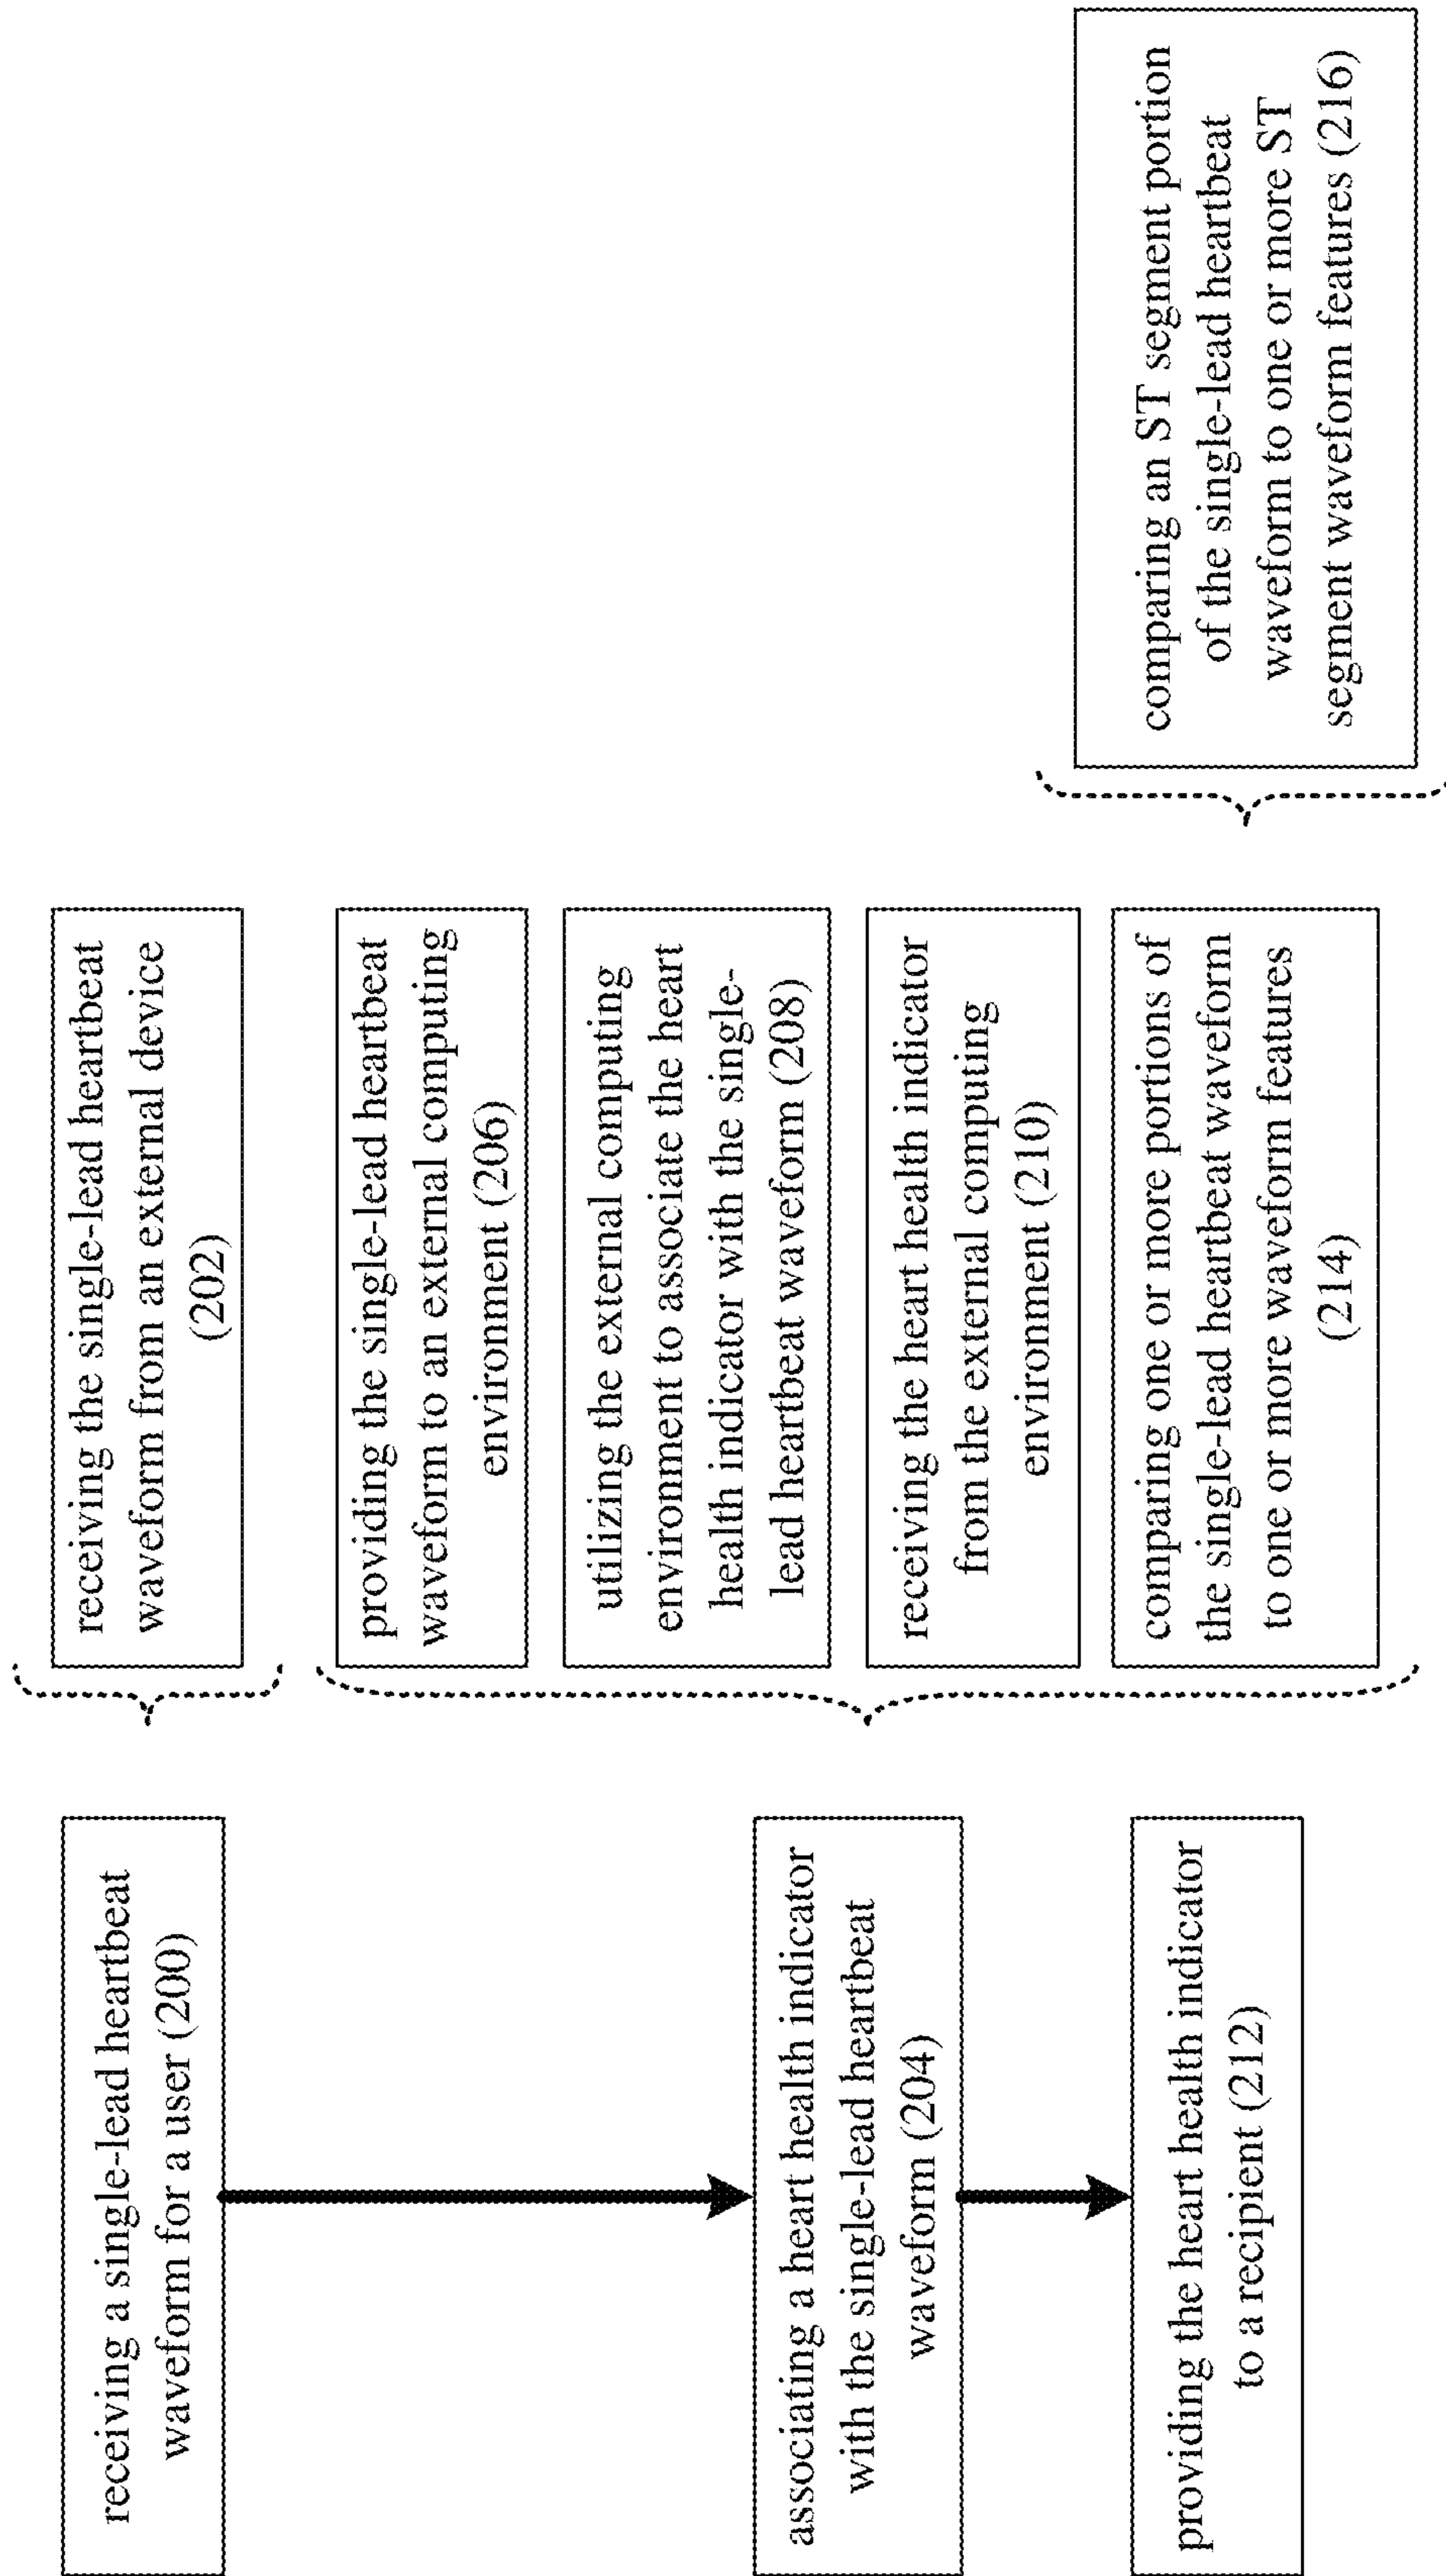 receiving a single-lead heartbeat
waveform for a user (200)
associating a heart health indicator
with the single-lead heartbeat
waveform (204)
providing the heart health indicator
to a recipient (212)
receiving the single-lead heartbeat
waveform from an external device
(202)
providing the single-lead heartbeat
waveform to an external computing
environment (206)
utilizing the external computing
environment to associate the heart
health indicator with the single-
lead heartbeat waveform (208)
receiving the heart health indicator
from the external computing
environment (210)
comparing one or more portions of
the single-lead heartbeat waveform
to one or more waveform features
(214)
comparing an ST segment portion
of the single-lead heartbeat
waveform to one or more ST
segment waveform features (216)